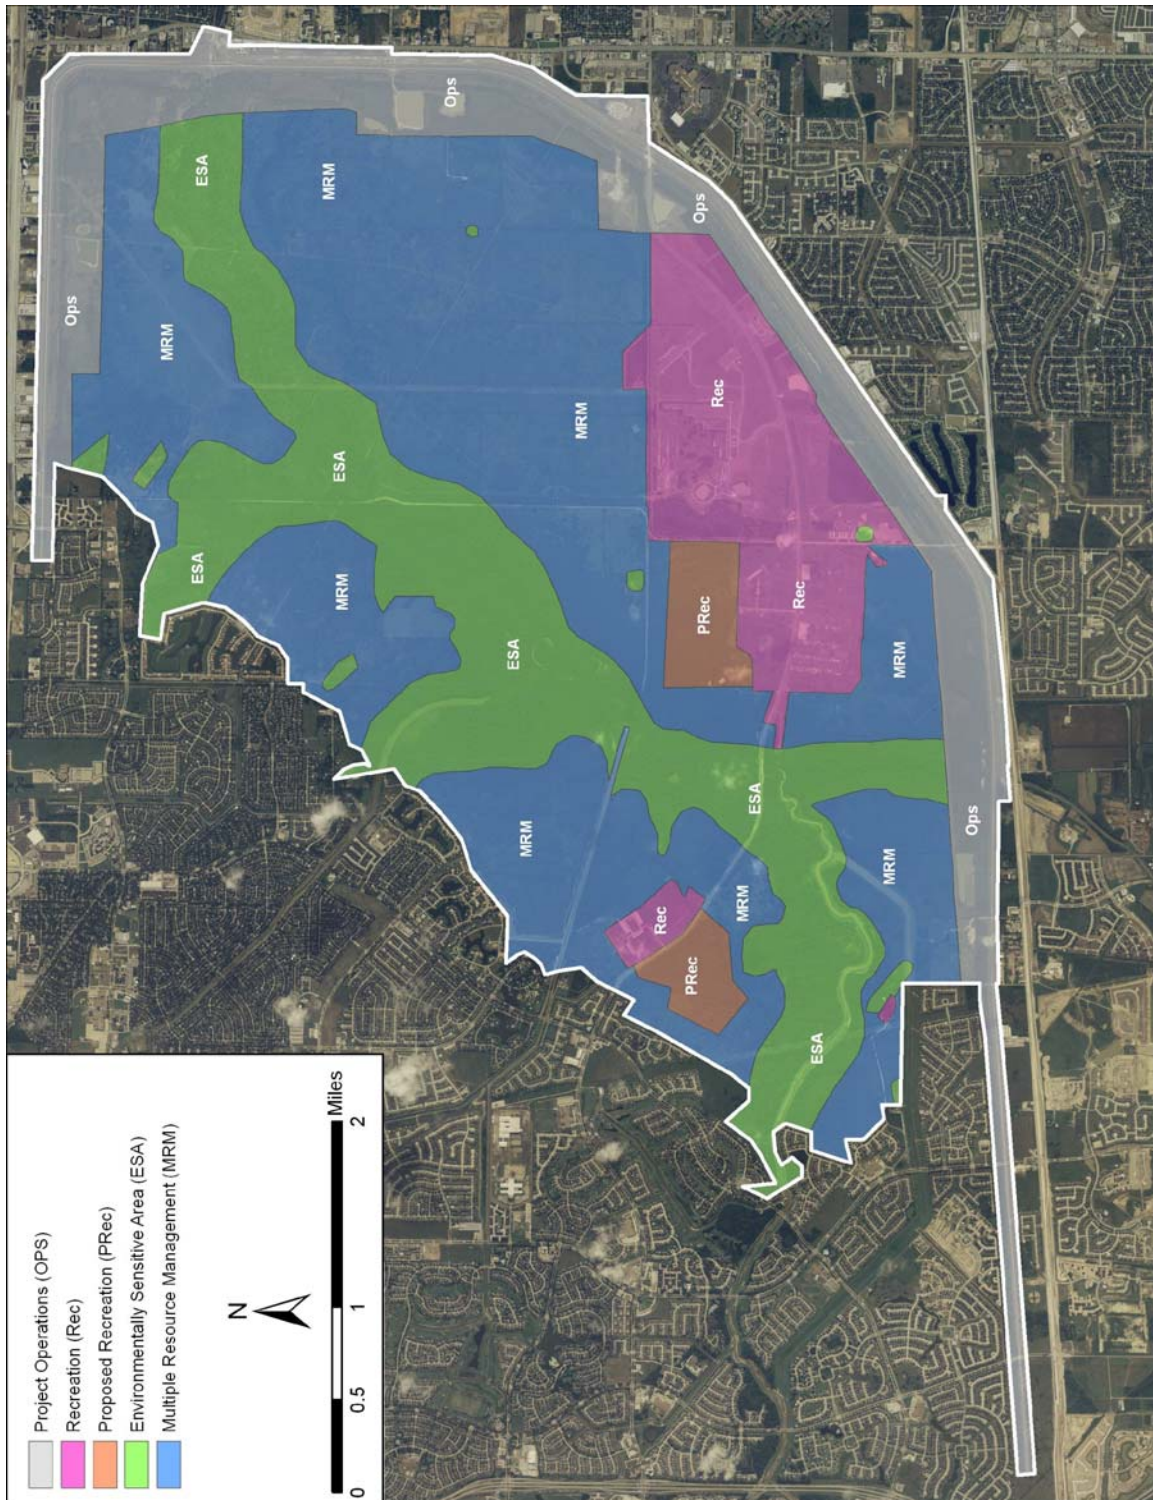 Project Operations (OPS)
Recreation (Rec)
Proposed Recreation (PRec)
Environmentally Sensitive Area (ESA)
Multiple Resource Management (MRM)
N
0 0.5 1 2 Miles
Ops
Ops
Ops
Ops
ESA
MRM
MRM
MRM
ESA
ESA
MRM
Rec
Rec
PRec
ESA
MRM
MRM
ESA
MRM
Rec
PRec
MRM
ESA